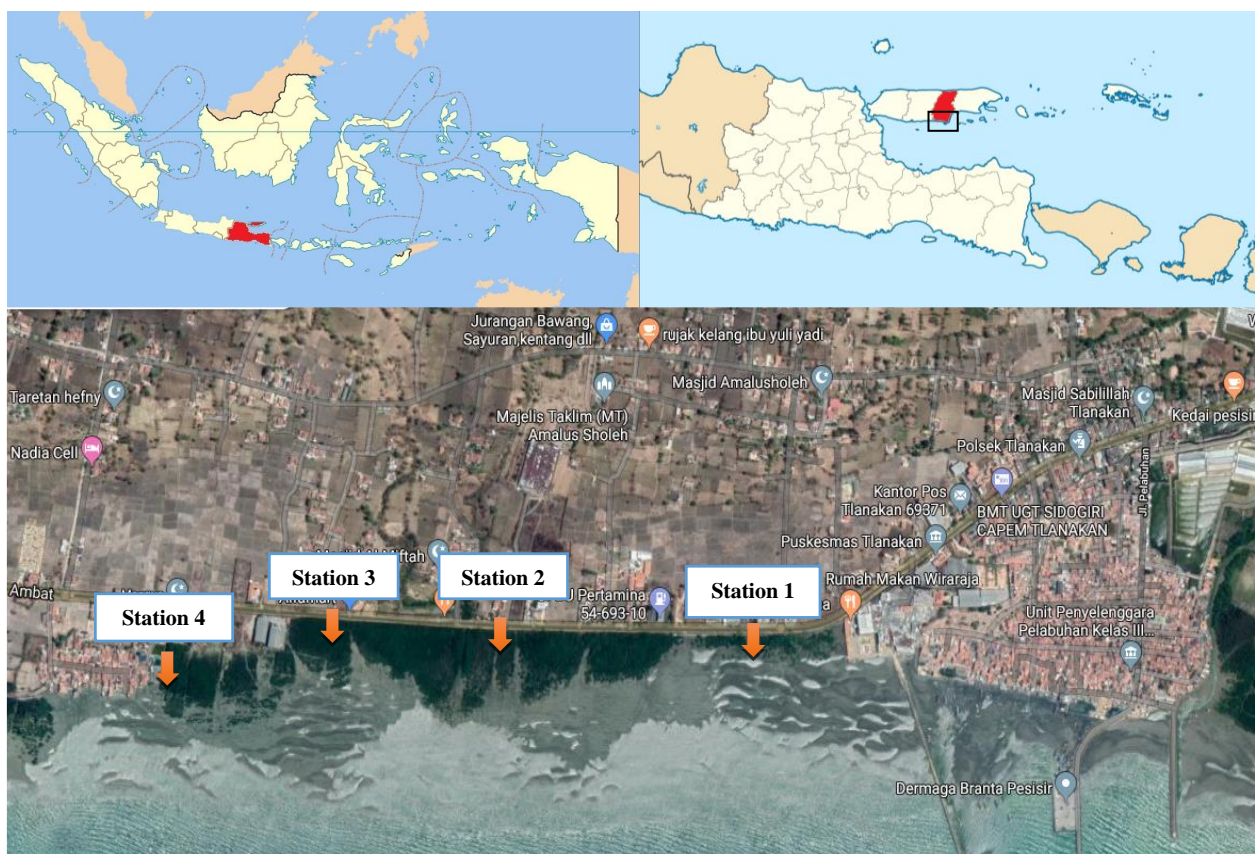 Jurangan Bawang,
Sayuran,kentang dll
rujak kelang ibu yuli yadi
Taretan hefny
Masjid Amalusholeh
Masjid Sabilillah
Tlanakan
Majelis Taklim (MT)
Amalus Sholeh
Kedai pesisir
Nadia Cell
Polsek Tlanakan
Kantor Pos
Tlanakan 69371
BMT UGT SIDOGIRI
CAPEM TLANAKAN
Jl. Pelabuhan
Puskesmas Tlanakan
Station 3
Station 2
Station 1
Station 4
Ambat
Pertamina
54-693-10
Rumah Makan Wiraraja
Unit Penyelenggara
Pelabuhan Kelas III...
Dermaga Branta Pesisir